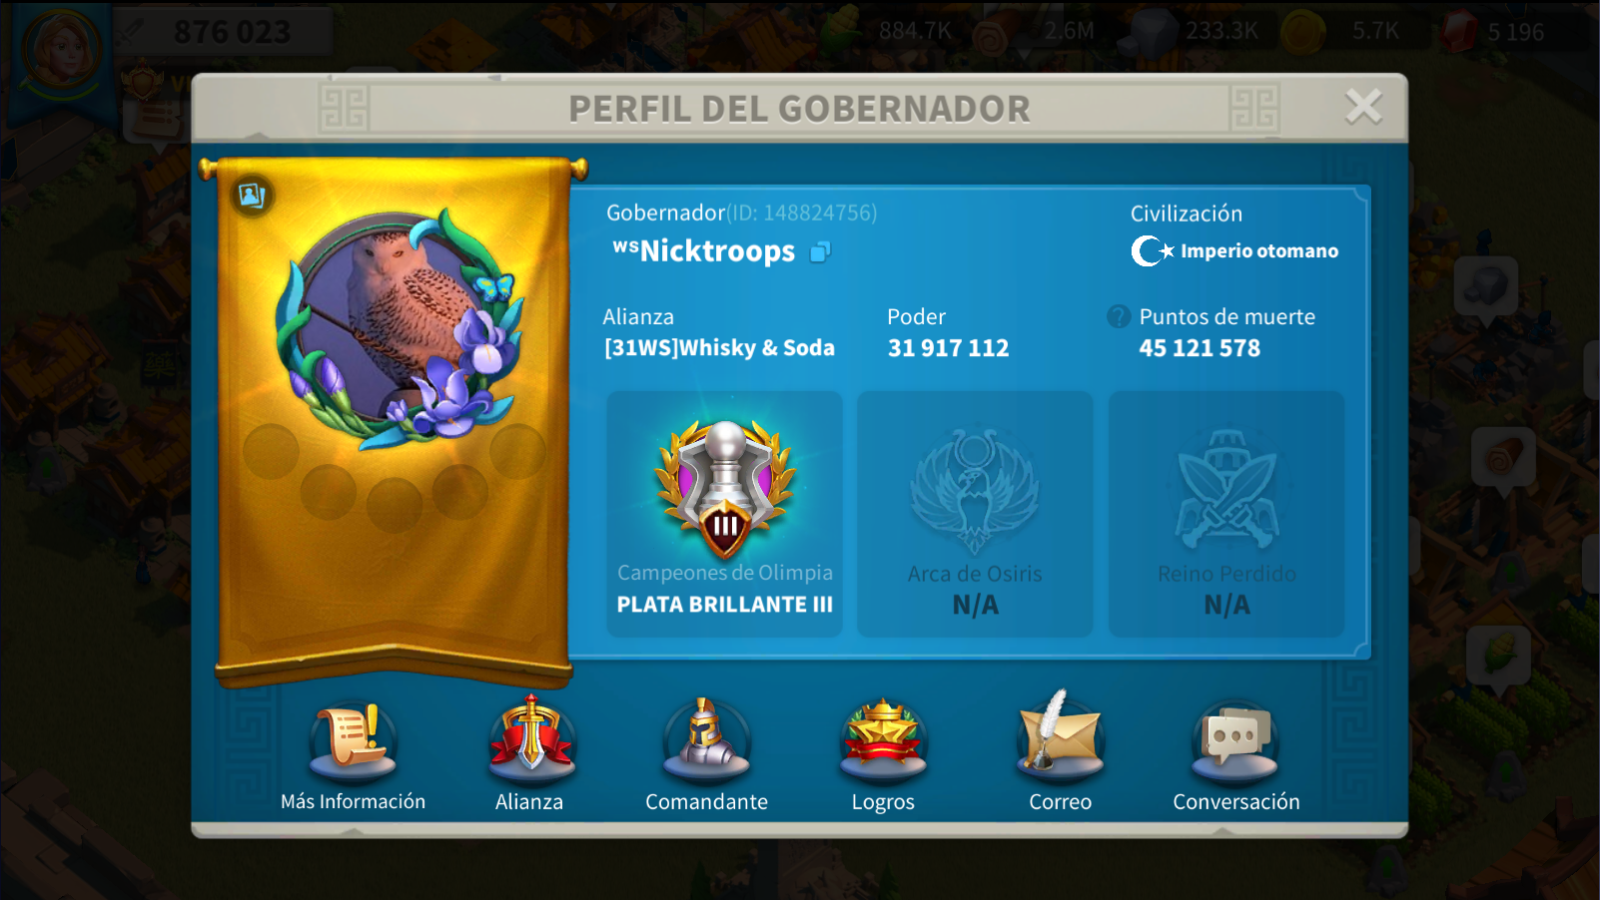 876 023
884.7K
2.6M
233.3K
5.7K
5 196
PERFIL DEL GOBERNADOR
Gobernador(ID: 148824756)
ᵂˢNicktroops
Civilización
Imperio otomano
Alianza
[31WS]Whisky & Soda
Poder
31 917 112
? Puntos de muerte
45 121 578
III
Campeones de Olimpia
PLATA BRILLANTE III
Arca de Osiris
N/A
Reino Perdido
N/A
Más Información
Alianza
Comandante
Logros
Correo
Conversación